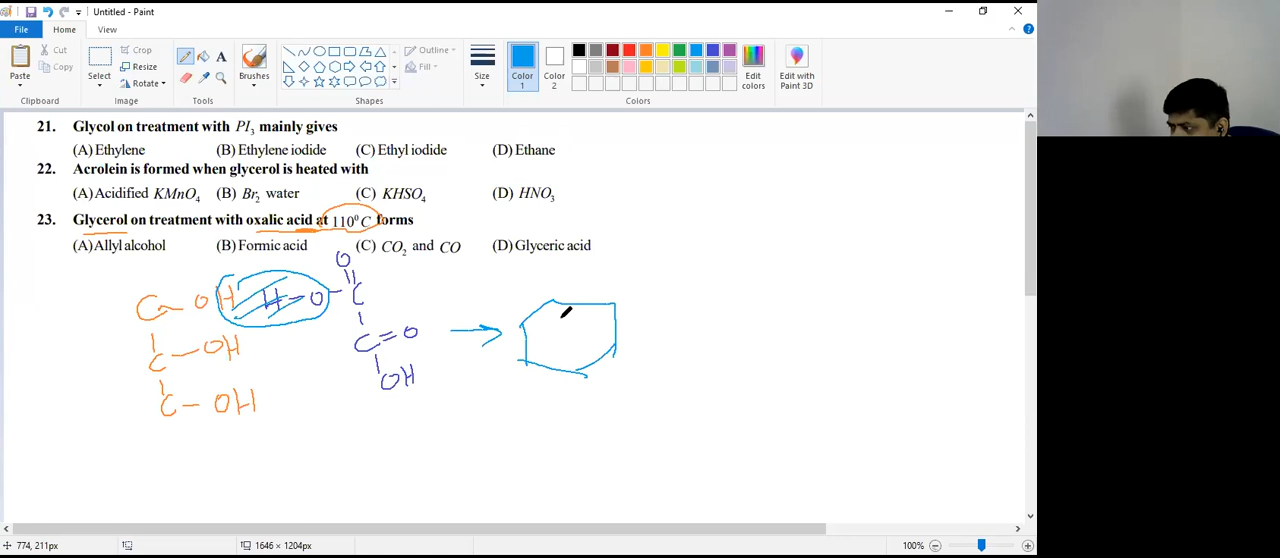 Untitled - Paint
File Home View
Paste Cut Copy Select Crop Resize Rotate Brushes Outline Fill Size Color 1 Color 2 Edit colors Edit with Paint 3D
Clipboard Image Tools Shapes Colors
21. Glycol on treatment with PI₃ mainly gives
(A) Ethylene (B) Ethylene iodide (C) Ethyl iodide (D) Ethane
22. Acrolein is formed when glycerol is heated with
(A) Acidified KMnO₄ (B) Br₂ water (C) KHSO₄ (D) HNO₃
23. Glycerol on treatment with oxalic acid at 110⁰C forms
(A) Allyl alcohol (B) Formic acid (C) CO₂ and CO (D) Glyceric acid
O
C OH H-O-C
C-OH C=O
C-OH OH
774, 211px 1646 × 1204px 100%